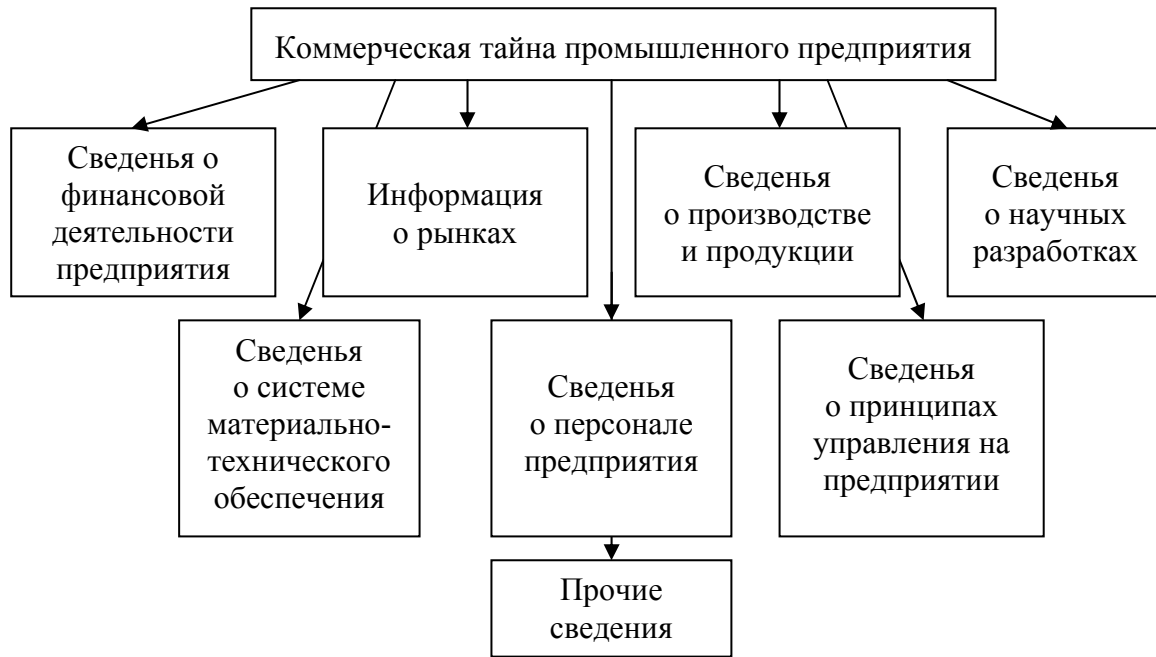 Коммерческая тайна промышленного предприятия
Сведенья о
финансовой
деятельности
предприятия
Информация
о рынках
Сведенья
о производстве
и продукции
Сведенья
о научных
разработках
Сведенья
о системе
материально-
технического
обеспечения
Сведенья
о персонале
предприятия
Сведенья
о принципах
управления на
предприятии
Прочие
сведения